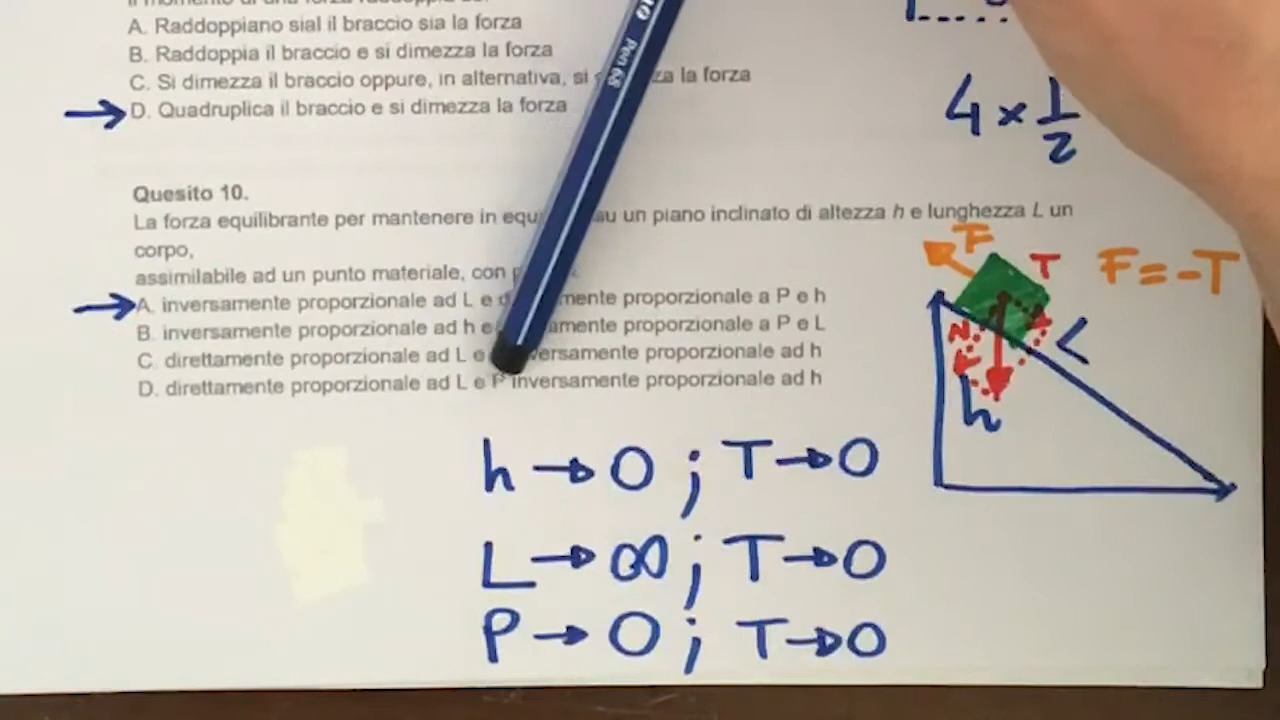 A. Raddoppiano sial il braccio sia la forza
B. Raddoppia il braccio e si dimezza la forza
C. Si dimezza il braccio oppure, in alternativa, si la forza
D. Quadruplica il braccio e si dimezza la forza
4 × 1/2
Pen 68
Quesito 10.
La forza equilibrante per mantenere in su un piano inclinato di altezza h e lunghezza L un
corpo,
assimilabile ad un punto materiale, con
A. inversamente proporzionale ad L e proporzionale a P e h
B. inversamente proporzionale ad h e proporzionale a P e L
C. direttamente proporzionale ad L e inversamente proporzionale ad h
D. direttamente proporzionale ad L e P inversamente proporzionale ad h
F
T
F=-T
N
L
h
h→0; T→0
L→∞; T→0
P→0; T→0